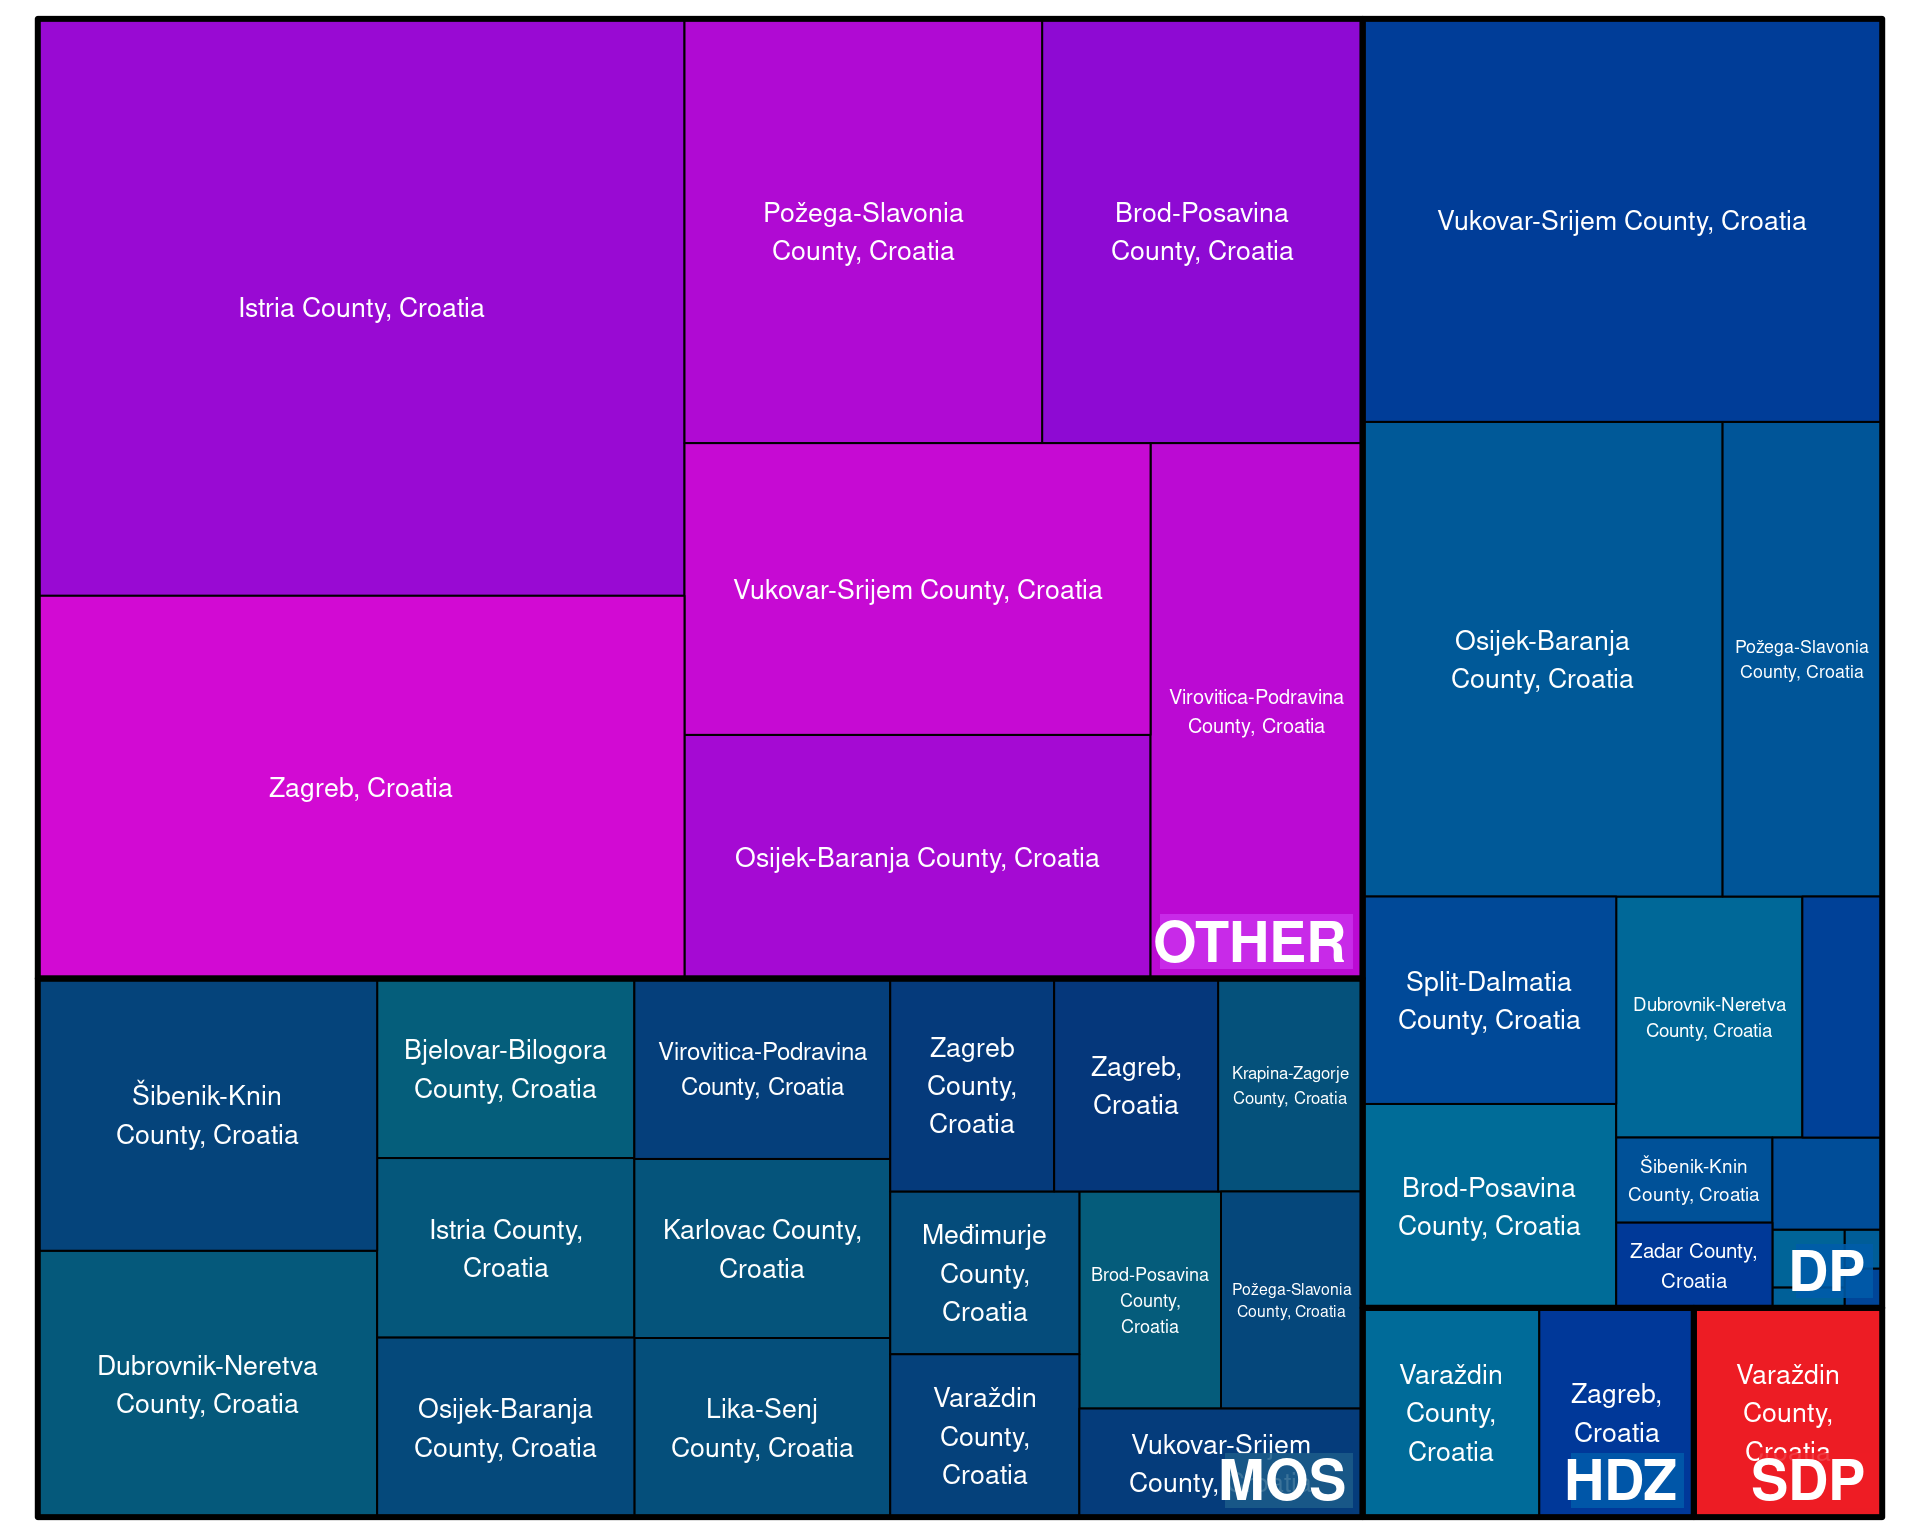 Istria County, Croatia
Zagreb, Croatia
Požega-Slavonia
County, Croatia
Brod-Posavina
County, Croatia
Vukovar-Srijem County, Croatia
Osijek-Baranja County, Croatia
Virovitica-Podravina
County, Croatia
OTHER
Vukovar-Srijem County, Croatia
Osijek-Baranja
County, Croatia
Požega-Slavonia
County, Croatia
Split-Dalmatia
County, Croatia
Dubrovnik-Neretva
County, Croatia
Brod-Posavina
County, Croatia
Šibenik-Knin
County, Croatia
Zadar County,
Croatia
DP
Šibenik-Knin
County, Croatia
Dubrovnik-Neretva
County, Croatia
Bjelovar-Bilogora
County, Croatia
Istria County,
Croatia
Osijek-Baranja
County, Croatia
Virovitica-Podravina
County, Croatia
Karlovac County,
Croatia
Lika-Senj
County, Croatia
Zagreb
County,
Croatia
Zagreb,
Croatia
Krapina-Zagorje
County, Croatia
Međimurje
County,
Croatia
Varaždin
County,
Croatia
Brod-Posavina
County,
Croatia
Požega-Slavonia
County, Croatia
Vukovar-Srijem
County, Croatia
MOS
Varaždin
County,
Croatia
Zagreb,
Croatia
HDZ
Varaždin
County,
Croatia
SDP